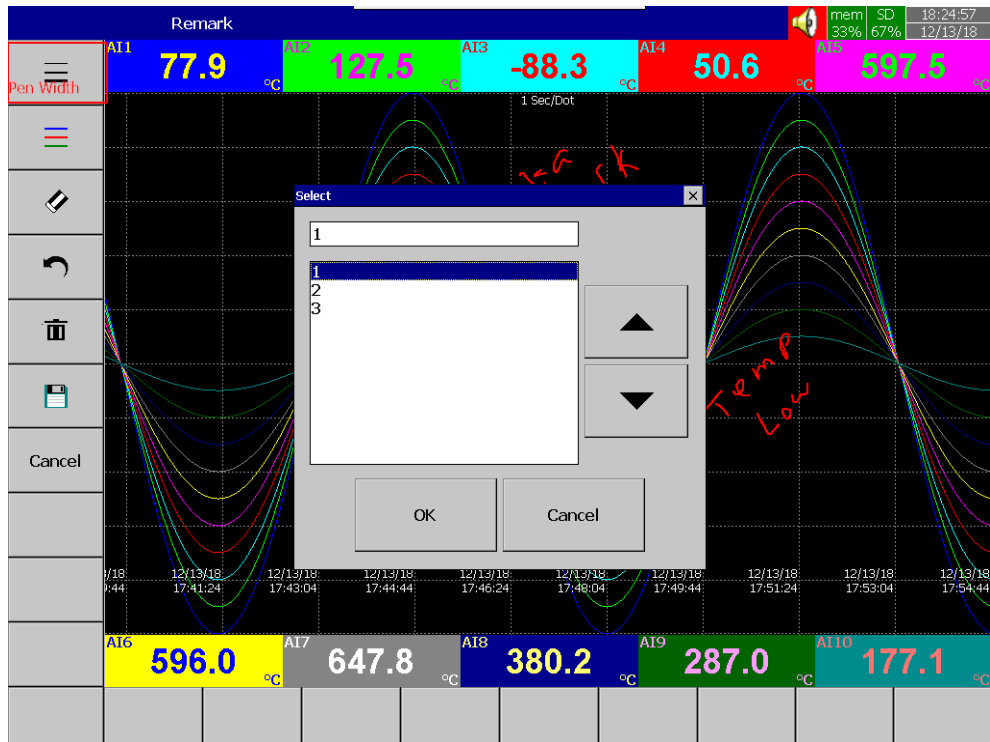 Remark
mem 33%
SD 67%
18:24:57
12/13/18
Pen Width
AI1 77.9 °C
AI2 127.5 °C
AI3 -88.3 °C
AI4 50.6 °C
AI5 597.5 °C
1 Sec/Dot
Select
1
1
2
3
OK
Cancel
Temp
Low
Cancel
/18 12/13/18 12/13/18 12/13/18 12/13/18 12/13/18 12/13/18 12/13/18 12/13/18 12/13/18
:44 17:41:24 17:43:04 17:44:44 17:46:24 17:48:04 17:49:44 17:51:24 17:53:04 17:54:44
AI6 596.0 °C
AI7 647.8 °C
AI8 380.2 °C
AI9 287.0 °C
AI10 177.1 °C